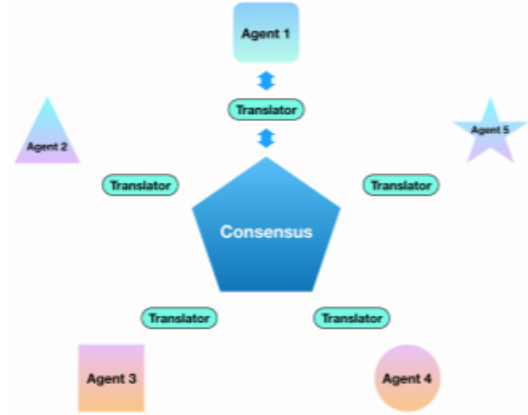 Agent 1
Translator
Agent 2
Agent 5
Translator
Translator
Consensus
Translator
Translator
Agent 3
Agent 4